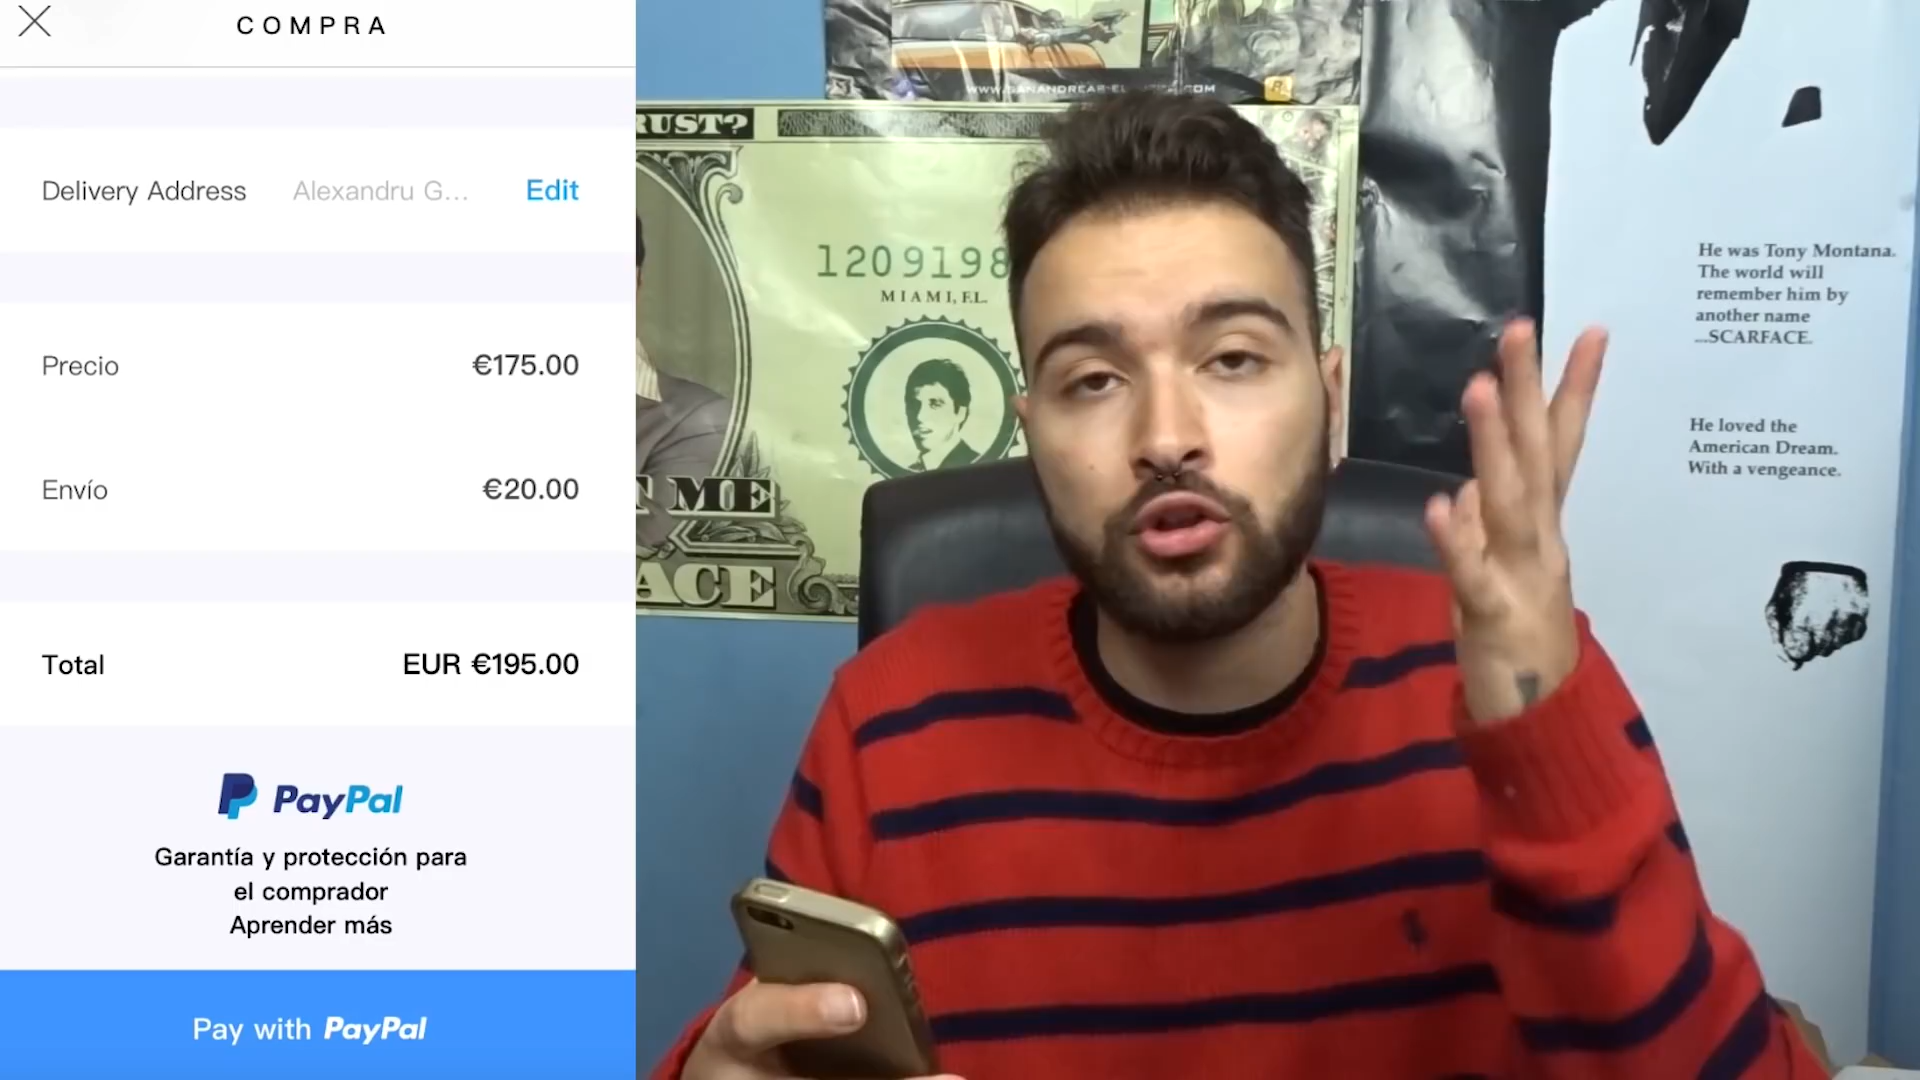 COMPRA
Delivery Address Alexandru G... Edit
Precio €175.00
Envío €20.00
Total EUR €195.00
PayPal
Garantía y protección para
el comprador
Aprender más
Pay with PayPal
RUST?
1209198
MIAMI, FL.
ME
ACE
He was Tony Montana.
The world will
remember him by
another name
...SCARFACE.
He loved the
American Dream.
With a vengeance.